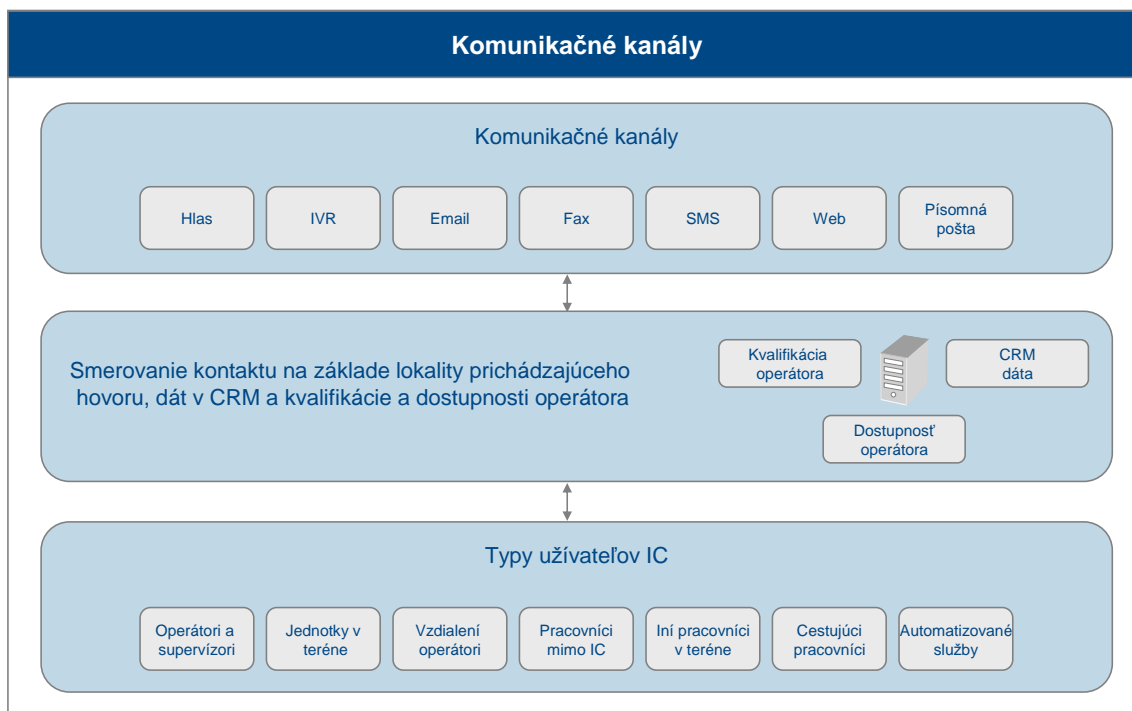 Komunikačné kanály
Komunikačné kanály
Hlas
IVR
Email
Fax
SMS
Web
Písomná
pošta
Smerovanie kontaktu na základe lokality prichádzajúceho
hovoru, dát v CRM a kvalifikácie a dostupnosti operátora
Kvalifikácia
operátora
CRM
dáta
Dostupnosť
operátora
Typy užívateľov IC
Operátori a
supervízori
Jednotky v
teréne
Vzdialení
operátori
Pracovníci
mimo IC
Iní pracovníci
v teréne
Cestujúci
pracovníci
Automatizované
služby